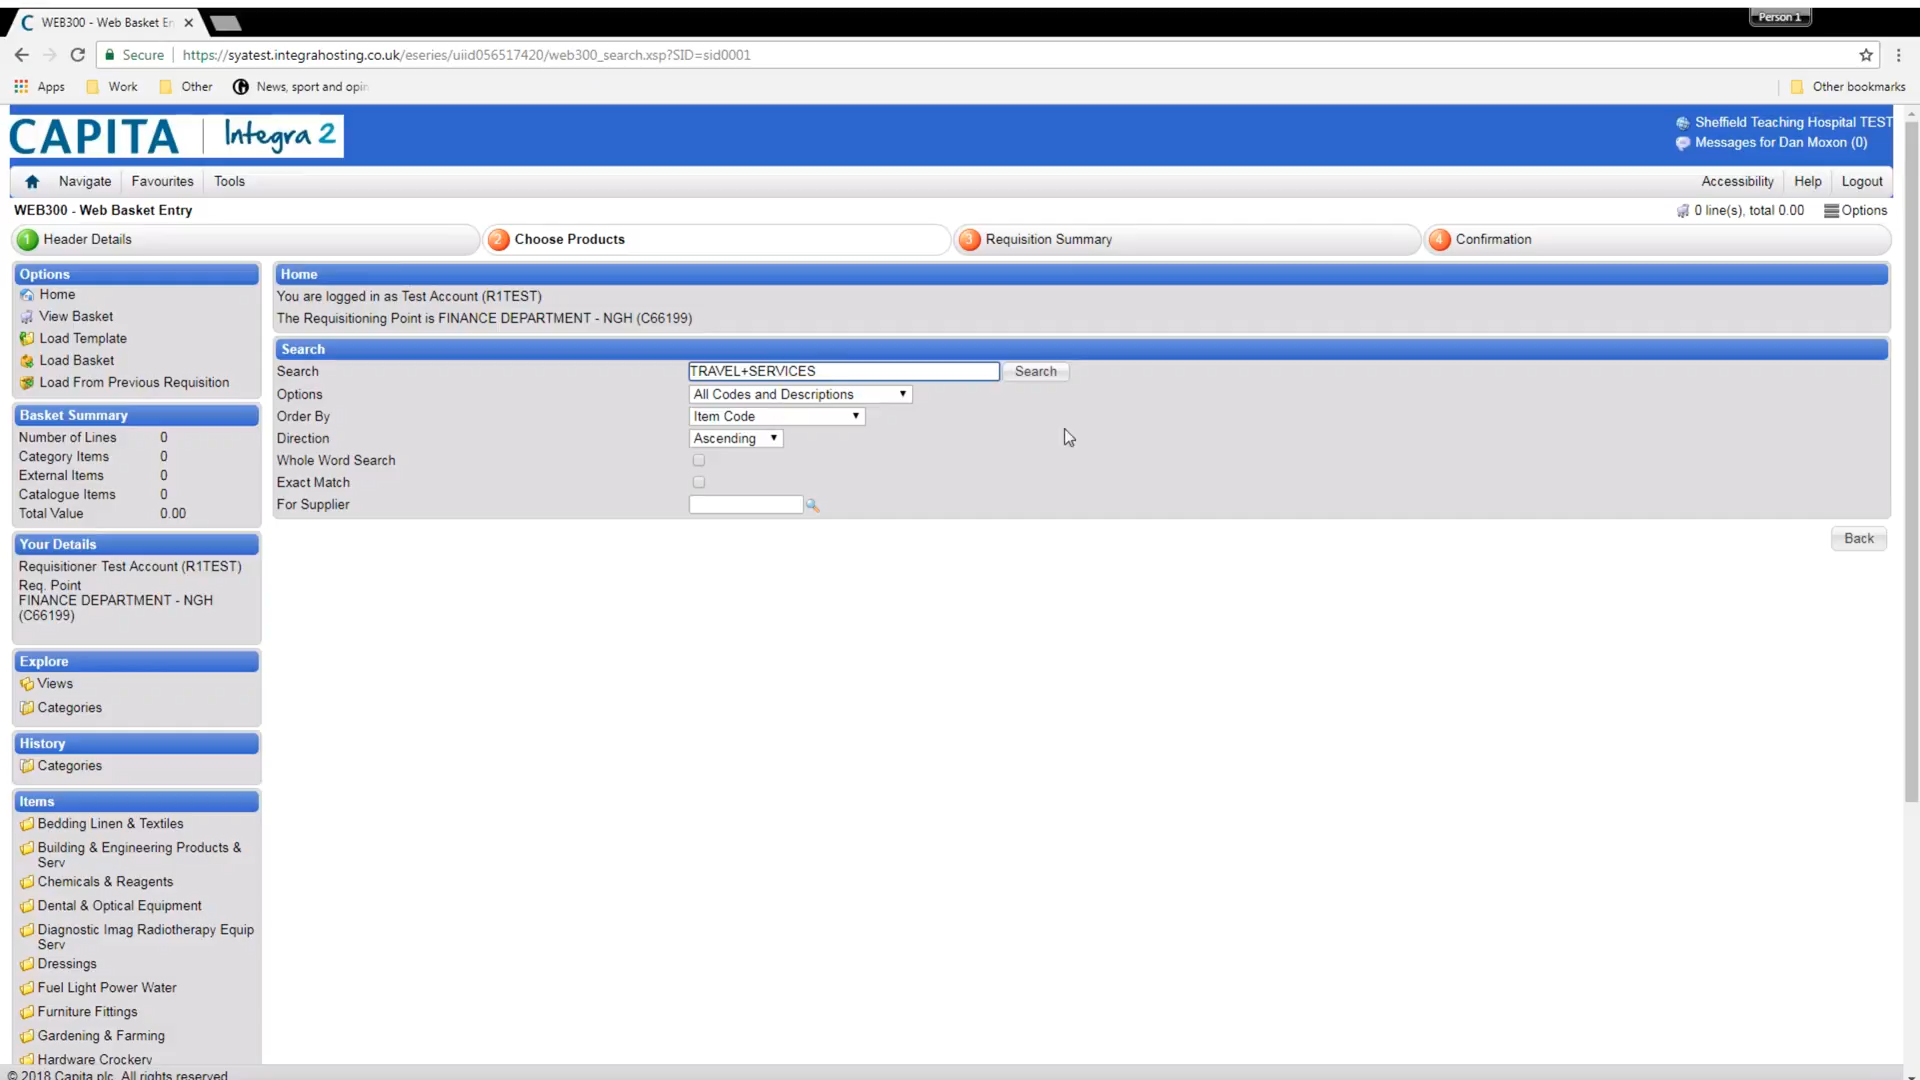 WEB300 - Web Basket En
Person 1
Secure
https://syatest.integrahosting.co.uk/eseries/uiid056517420/web300_search.xsp?SID=sid0001
Apps
Work
Other
News, sport and opin
Other bookmarks
CAPITA
Integra 2
Sheffield Teaching Hospital TEST
Messages for Dan Moxon (0)
Navigate
Favourites
Tools
Accessibility
Help
Logout
WEB300 - Web Basket Entry
0 line(s), total 0.00
Options
1 Header Details
2 Choose Products
3 Requisition Summary
4 Confirmation
Options
Home
View Basket
Load Template
Load Basket
Load From Previous Requisition
Basket Summary
Number of Lines 0
Category Items 0
External Items 0
Catalogue Items 0
Total Value 0.00
Your Details
Requisitioner Test Account (R1TEST)
Req. Point
FINANCE DEPARTMENT - NGH
(C66199)
Explore
Views
Categories
History
Categories
Items
Bedding Linen & Textiles
Building & Engineering Products &
Serv
Chemicals & Reagents
Dental & Optical Equipment
Diagnostic Imag Radiotherapy Equip
Serv
Dressings
Fuel Light Power Water
Furniture Fittings
Gardening & Farming
Hardware Crockery
Home
You are logged in as Test Account (R1TEST)
The Requisitioning Point is FINANCE DEPARTMENT - NGH (C66199)
Search
Search TRAVEL+SERVICES Search
Options All Codes and Descriptions
Order By Item Code
Direction Ascending
Whole Word Search
Exact Match
For Supplier
Back
© 2018 Capita plc. All rights reserved